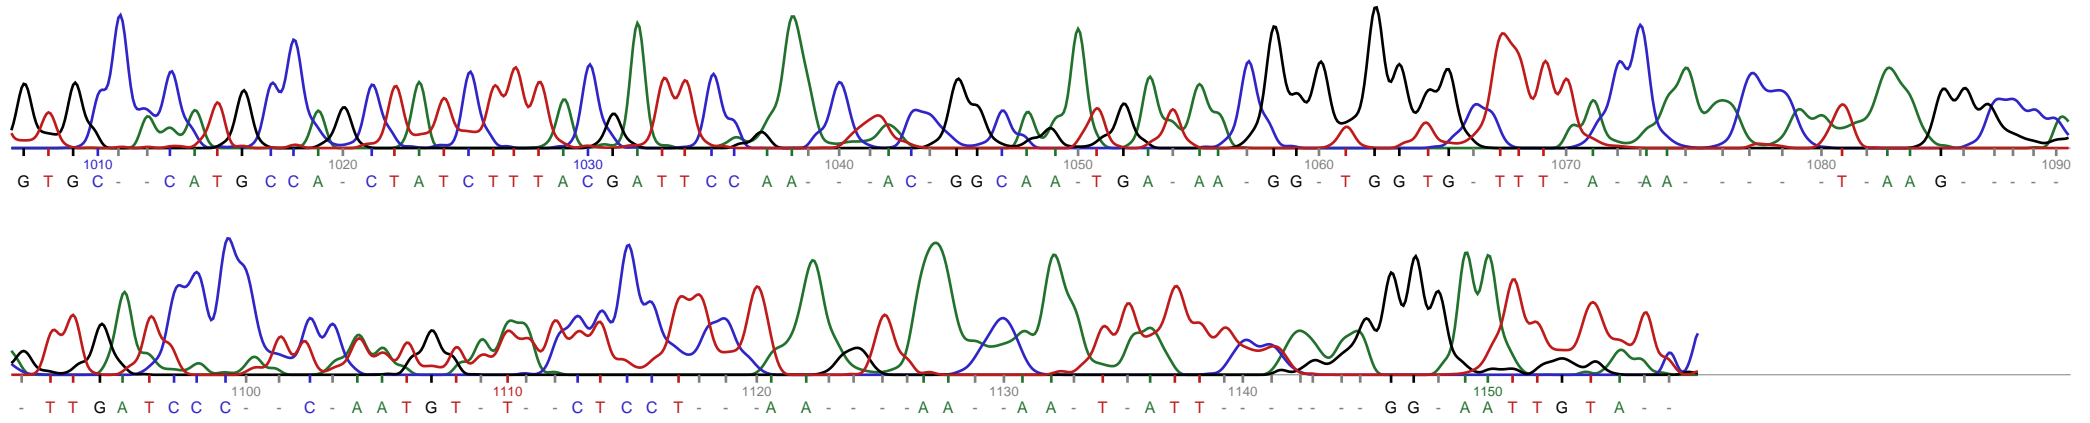 1010 1020 1030 1040 1050 1060 1070 1080 1090
G T G C - - C A T G C C A - C T A T C T T T A C G A T T C C A A - - - A C - G G C A A - T G A - A A - G G - T G G T G - T T T - A - A A - - - - - T - A A G - - - - -
1100 1110 1120 1130 1140 1150
- T T G A T C C C - - C - A A T G T - T - - C T C C T - - - A A - - - - A A - - A A - T - A T T - - - - - - - G G - A A T T G T A - -